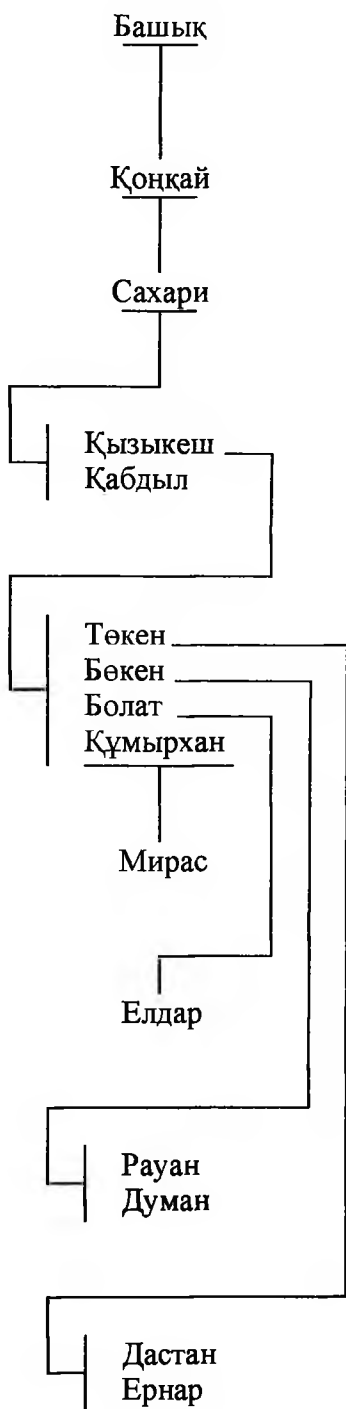 Башық
Қоңқай
Сахари
Қызыкеш
Қабдыл
Төкен
Бөкен
Болат
Құмырхан
Мирас
Елдар
Рауан
Думан
Дастан
Ернар